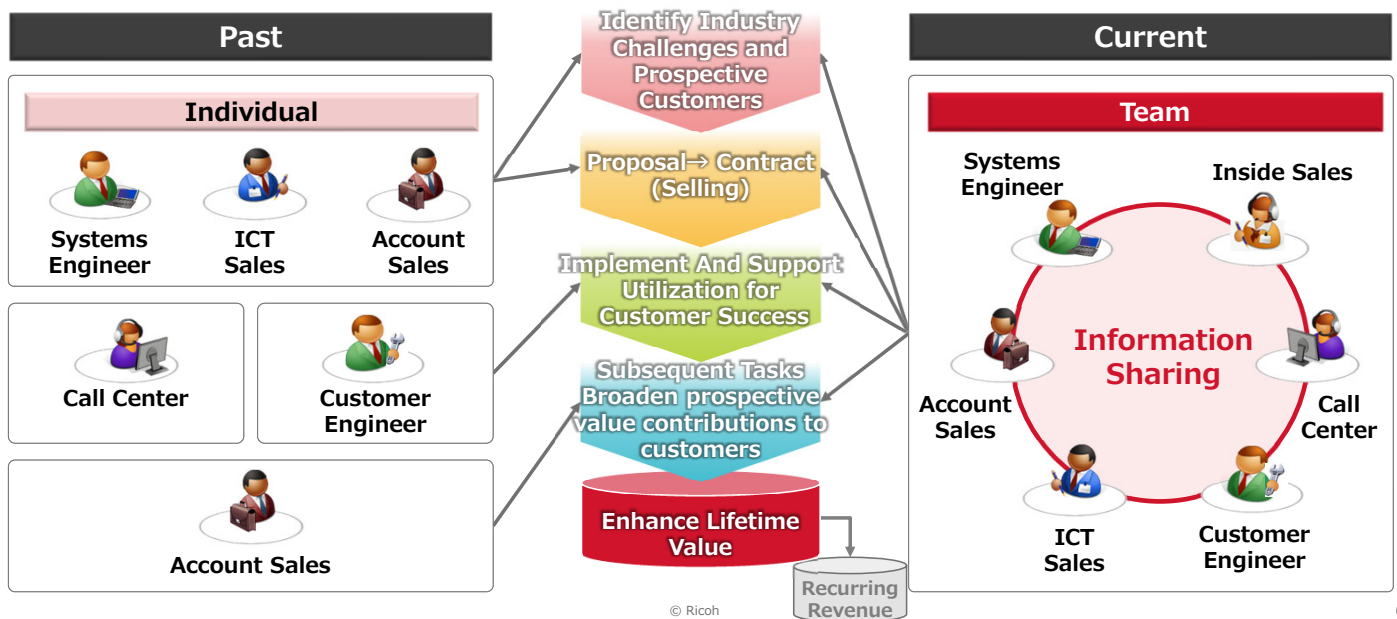 Past
Individual
Systems
Engineer
ICT
Sales
Account
Sales
Call Center
Customer
Engineer
Account Sales
Identify Industry
Challenges and
Prospective
Customers
Proposal→ Contract
(Selling)
Implement And Support
Utilization for
Customer Success
Subsequent Tasks
Broaden prospective
value contributions to
customers
Enhance Lifetime
Value
Recurring
Revenue
Current
Team
Systems
Engineer
Inside Sales
Information
Sharing
Account
Sales
Call
Center
ICT
Sales
Customer
Engineer
© Ricoh